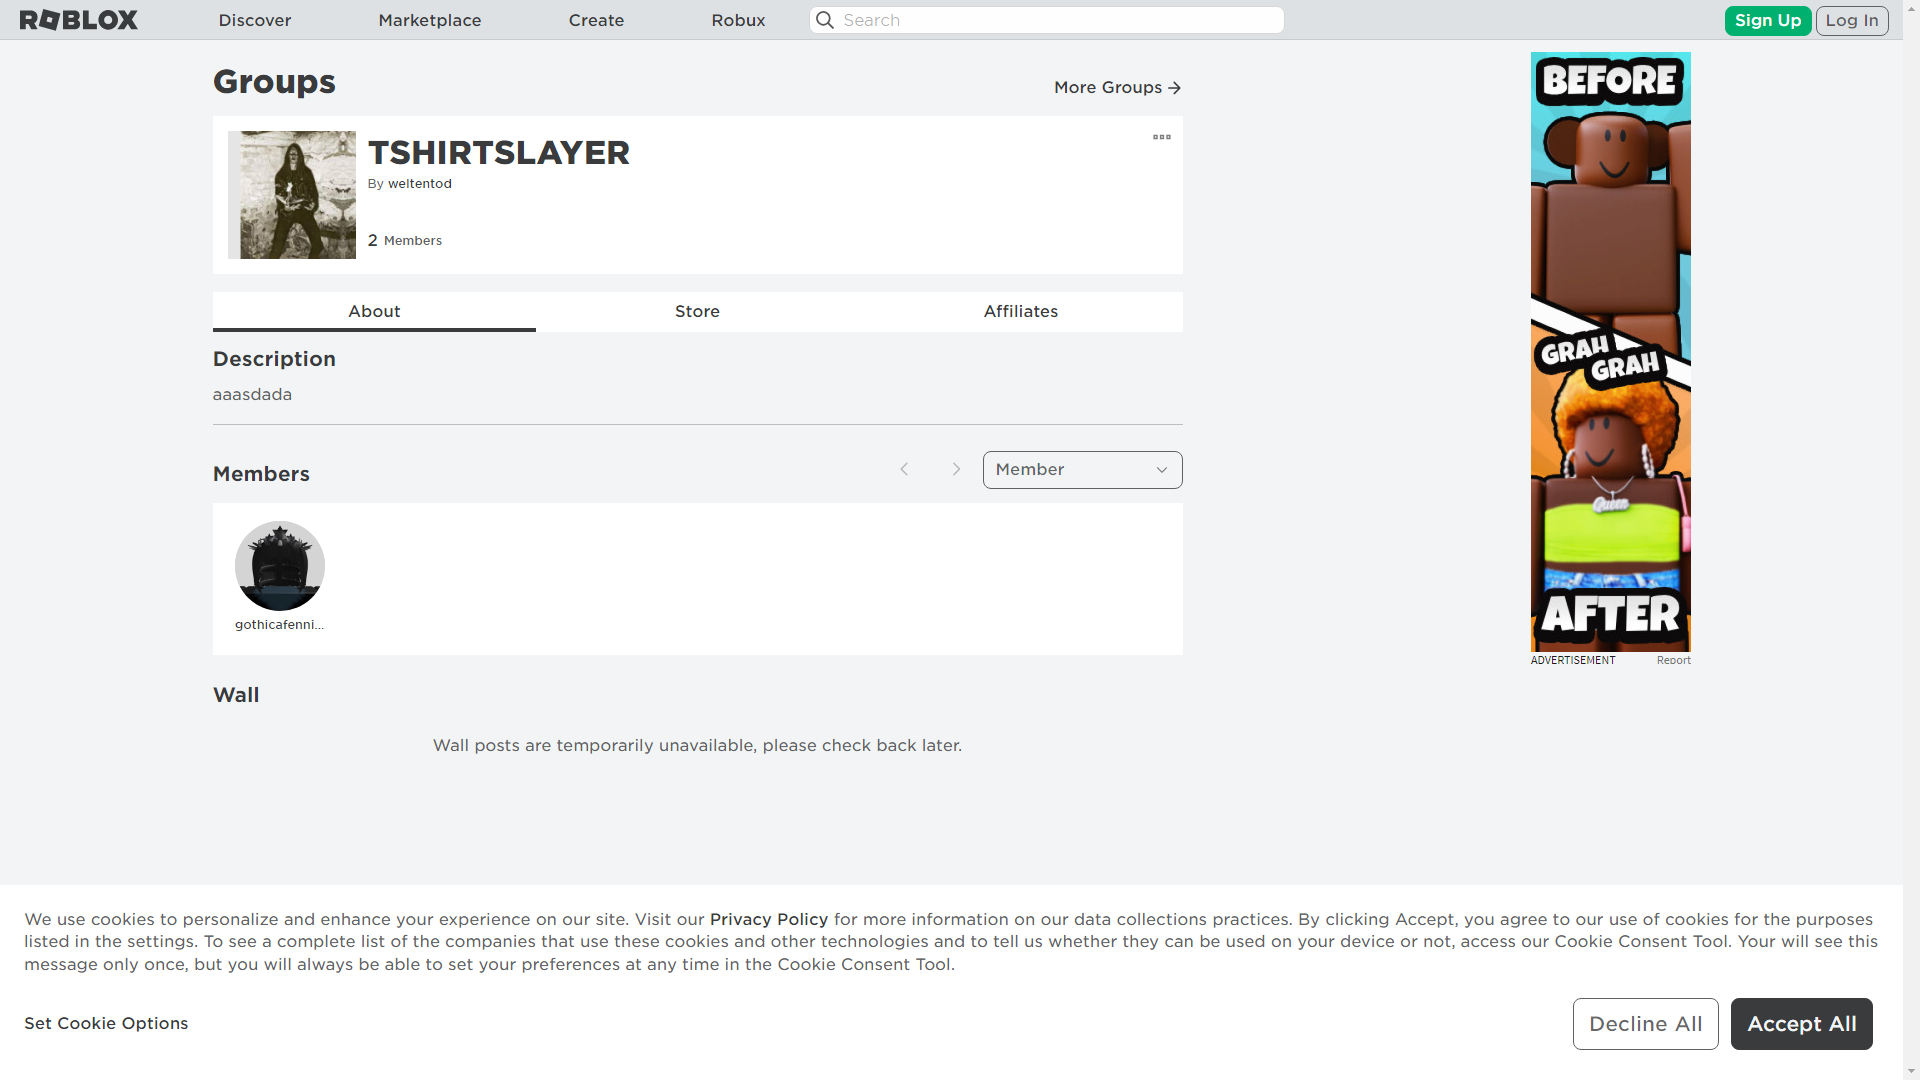 ROBLOX
Discover
Marketplace
Create
Robux
Search
Sign Up
Log In
Groups
More Groups
TSHIRTSLAYER
By weltentod
2 Members
About
Store
Affiliates
Description
aaasdada
Members
Member
gothicafenni...
Wall
Wall posts are temporarily unavailable, please check back later.
BEFORE
GRAH
GRAH
Queen
AFTER
ADVERTISEMENT
Report
We use cookies to personalize and enhance your experience on our site. Visit our Privacy Policy for more information on our data collections practices. By clicking Accept, you agree to our use of cookies for the purposes
listed in the settings. To see a complete list of the companies that use these cookies and other technologies and to tell us whether they can be used on your device or not, access our Cookie Consent Tool. Your will see this
message only once, but you will always be able to set your preferences at any time in the Cookie Consent Tool.
Set Cookie Options
Decline All
Accept All